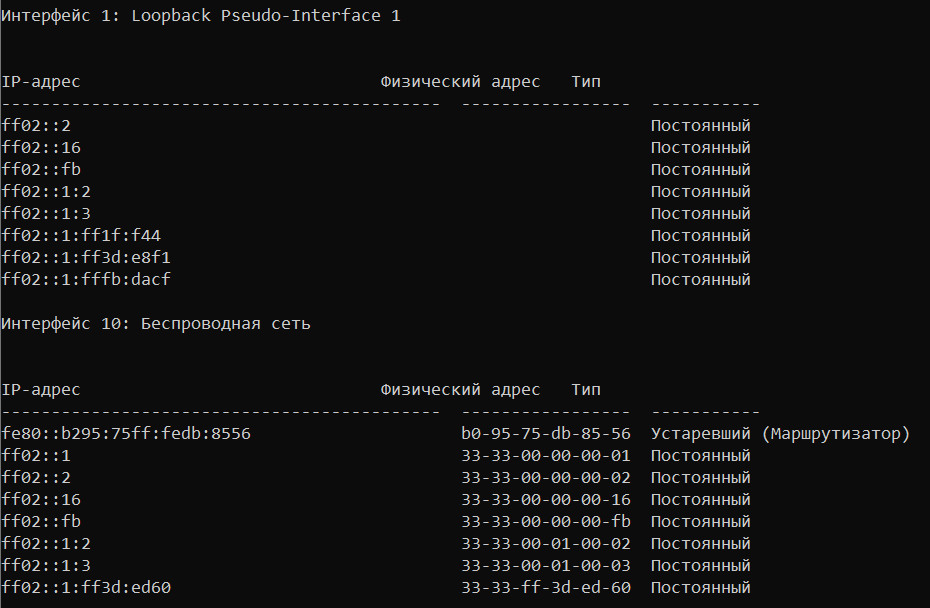 Интерфейс 1: Loopback Pseudo-Interface 1
IP-адрес                              Физический адрес   Тип
--------------------------------------------  -----------------  -----------
ff02::2                                                          Постоянный
ff02::16                                                         Постоянный
ff02::fb                                                         Постоянный
ff02::1:2                                                        Постоянный
ff02::1:3                                                        Постоянный
ff02::1:ff1f:f44                                                 Постоянный
ff02::1:ff3d:e8f1                                                Постоянный
ff02::1:fffb:dacf                                                Постоянный
Интерфейс 10: Беспроводная сеть
IP-адрес                              Физический адрес   Тип
--------------------------------------------  -----------------  -----------
fe80::b295:75ff:fedb:8556                     b0-95-75-db-85-56  Устаревший (Маршрутизатор)
ff02::1                                       33-33-00-00-00-01  Постоянный
ff02::2                                       33-33-00-00-00-02  Постоянный
ff02::16                                      33-33-00-00-00-16  Постоянный
ff02::fb                                      33-33-00-00-00-fb  Постоянный
ff02::1:2                                     33-33-00-01-00-02  Постоянный
ff02::1:3                                     33-33-00-01-00-03  Постоянный
ff02::1:ff3d:ed60                             33-33-ff-3d-ed-60  Постоянный